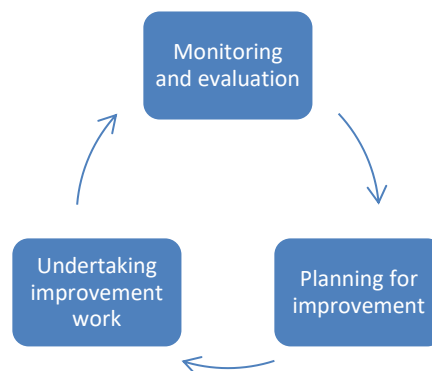 Monitoring
and evaluation
Planning for
improvement
Undertaking
improvement
work